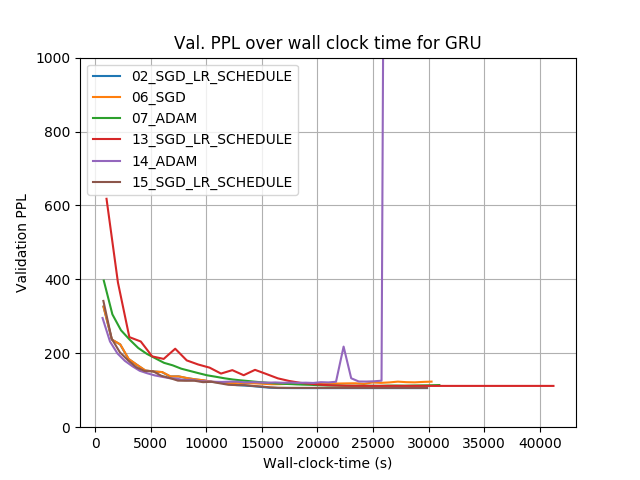 Val. PPL over wall clock time for GRU
1000
800
600
400
200
0
Validation PPL
02_SGD_LR_SCHEDULE
06_SGD
07_ADAM
13_SGD_LR_SCHEDULE
14_ADAM
15_SGD_LR_SCHEDULE
0 5000 10000 15000 20000 25000 30000 35000 40000
Wall-clock-time (s)